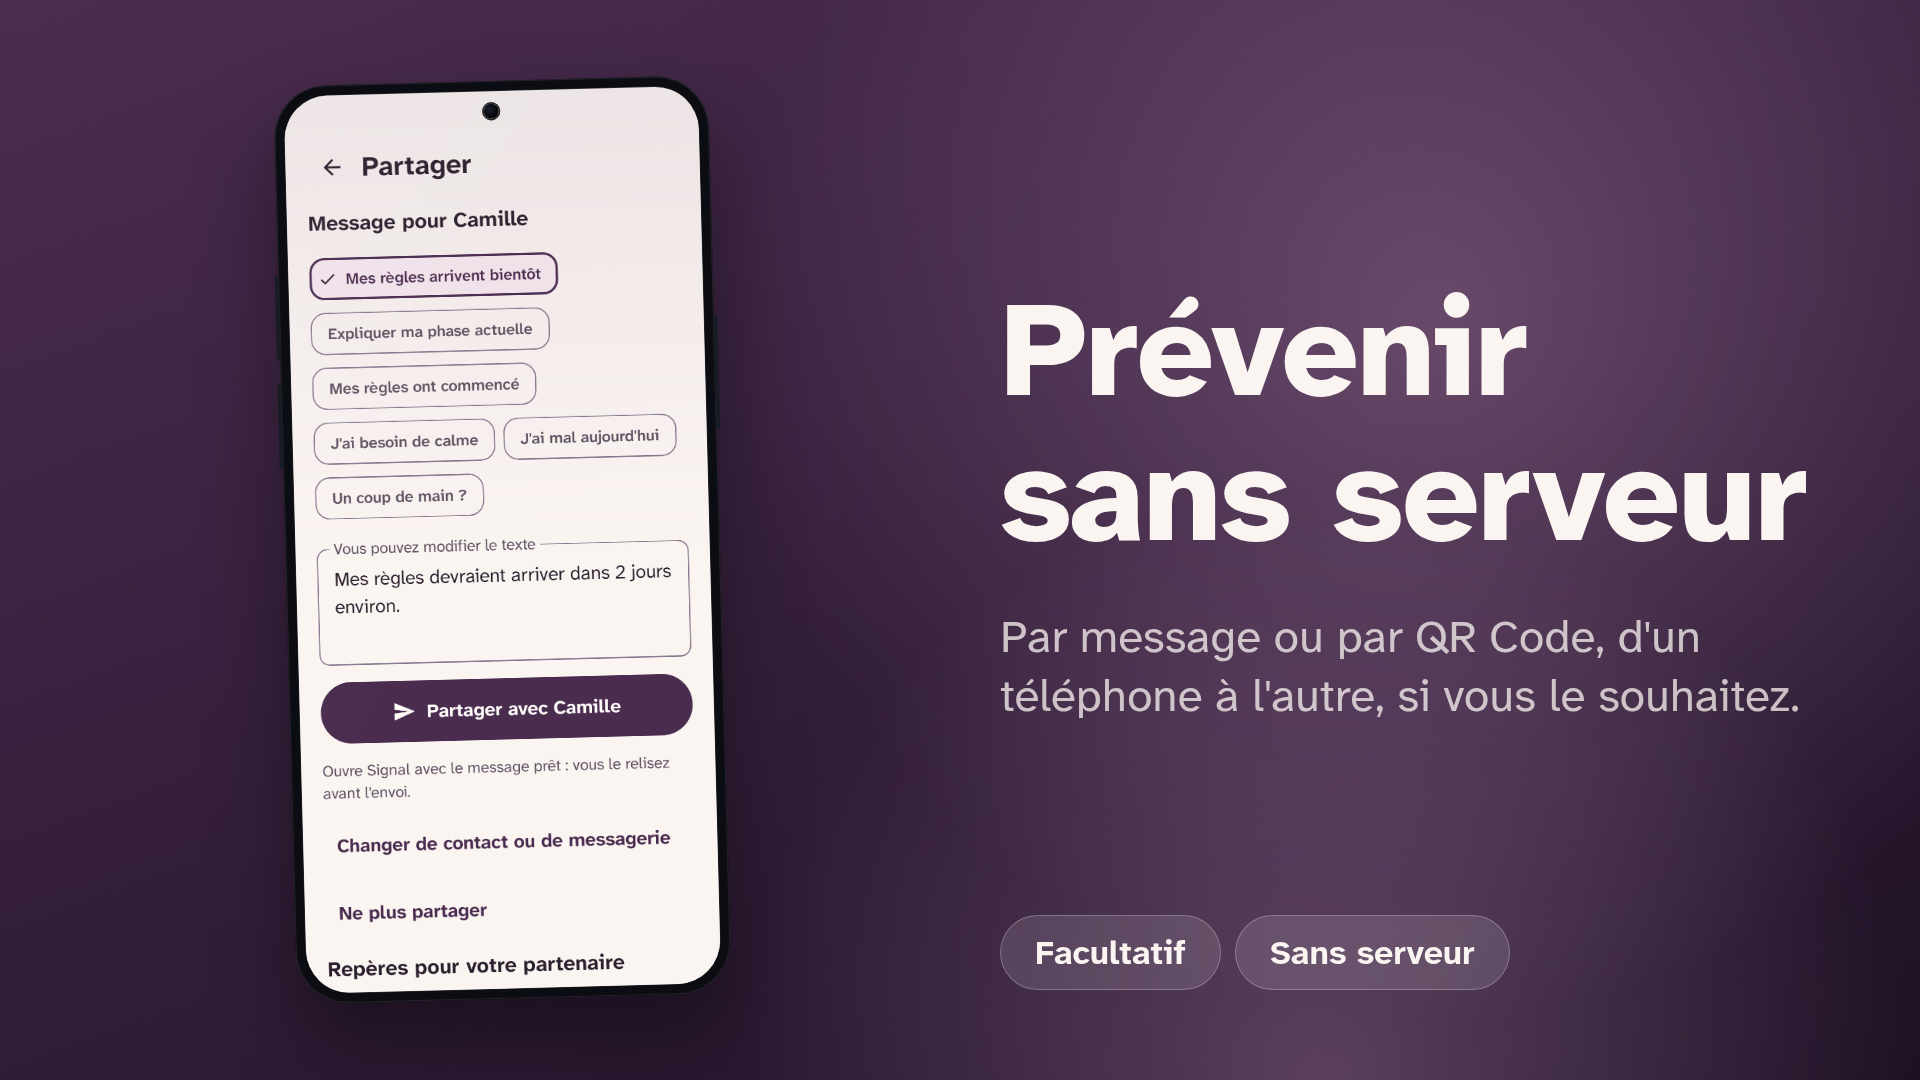 Partager
Message pour Camille
Mes règles arrivent bientôt
Expliquer ma phase actuelle
Mes règles ont commencé
J'ai besoin de calme
J'ai mal aujourd'hui
Un coup de main ?
Vous pouvez modifier le texte
Mes règles devraient arriver dans 2 jours
environ.
Partager avec Camille
Ouvre Signal avec le message prêt : vous le relisez
avant l'envoi.
Changer de contact ou de messagerie
Ne plus partager
Repères pour votre partenaire
Prévenir
sans serveur
Par message ou par QR Code, d'un
téléphone à l'autre, si vous le souhaitez.
Facultatif
Sans serveur